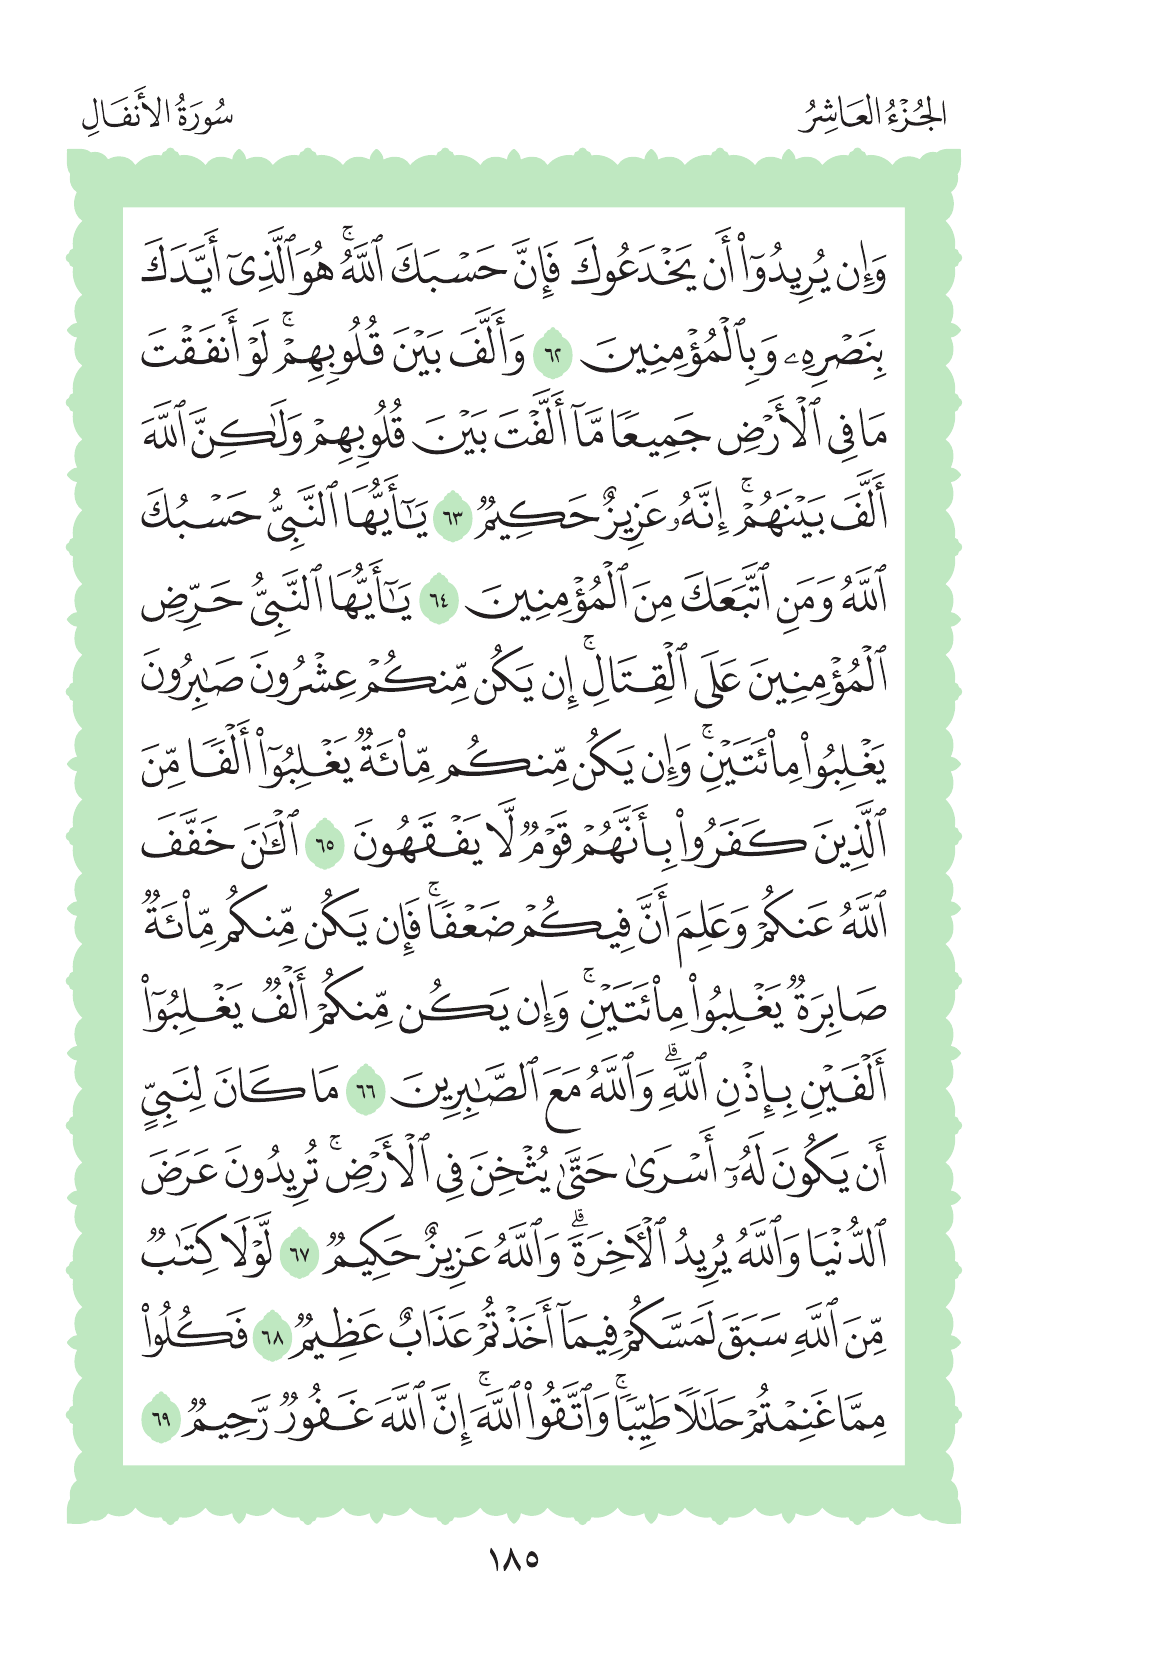 الجُزْءُ العَاشِرُ
سُورَةُ الأَنفَالِ
وَإِن يُرِيدُوٓاْ أَن يَخۡدَعُوكَ فَإِنَّ حَسۡبَكَ ٱللَّهُۚ هُوَ ٱلَّذِيٓ أَيَّدَكَ
بِنَصۡرِهِۦ وَبِٱلۡمُؤۡمِنِينَ ٦٢ وَأَلَّفَ بَيۡنَ قُلُوبِهِمۡۚ لَوۡ أَنفَقۡتَ
مَا فِي ٱلۡأَرۡضِ جَمِيعٗا مَّآ أَلَّفۡتَ بَيۡنَ قُلُوبِهِمۡ وَلَٰكِنَّ ٱللَّهَ
أَلَّفَ بَيۡنَهُمۡۚ إِنَّهُۥ عَزِيزٌ حَكِيمٞ ٦٣ يَٰٓأَيُّهَا ٱلنَّبِيُّ حَسۡبُكَ
ٱللَّهُ وَمَنِ ٱتَّبَعَكَ مِنَ ٱلۡمُؤۡمِنِينَ ٦٤ يَٰٓأَيُّهَا ٱلنَّبِيُّ حَرِّضِ
ٱلۡمُؤۡمِنِينَ عَلَى ٱلۡقِتَالِۚ إِن يَكُن مِّنكُمۡ عِشۡرُونَ صَٰبِرُونَ
يَغۡلِبُواْ مِاْئَتَيۡنِۚ وَإِن يَكُن مِّنكُم مِّاْئَةٞ يَغۡلِبُوٓاْ أَلۡفٗا مِّنَ
ٱلَّذِينَ كَفَرُواْ بِأَنَّهُمۡ قَوۡمٞ لَّا يَفۡقَهُونَ ٦٥ ٱلۡـَٰٔنَ خَفَّفَ
ٱللَّهُ عَنكُمۡ وَعَلِمَ أَنَّ فِيكُمۡ ضَعۡفٗاۚ فَإِن يَكُن مِّنكُم مِّاْئَةٞ
صَابِرَةٞ يَغۡلِبُواْ مِاْئَتَيۡنِۚ وَإِن يَكُن مِّنكُمۡ أَلۡفٞ يَغۡلِبُوٓاْ
أَلۡفَيۡنِ بِإِذۡنِ ٱللَّهِۗ وَٱللَّهُ مَعَ ٱلصَّٰبِرِينَ ٦٦ مَا كَانَ لِنَبِيٍّ
أَن يَكُونَ لَهُۥٓ أَسۡرَىٰ حَتَّىٰ يُثۡخِنَ فِي ٱلۡأَرۡضِۚ تُرِيدُونَ عَرَضَ
ٱلدُّنۡيَا وَٱللَّهُ يُرِيدُ ٱلۡأٓخِرَةَۗ وَٱللَّهُ عَزِيزٌ حَكِيمٞ ٦٧ لَّوۡلَا كِتَٰبٞ
مِّنَ ٱللَّهِ سَبَقَ لَمَسَّكُمۡ فِيمَآ أَخَذۡتُمۡ عَذَابٌ عَظِيمٞ ٦٨ فَكُلُواْ
مِمَّا غَنِمۡتُمۡ حَلَٰلٗا طَيِّبٗاۚ وَٱتَّقُواْ ٱللَّهَۚ إِنَّ ٱللَّهَ غَفُورٞ رَّحِيمٞ ٦٩
١٨٥